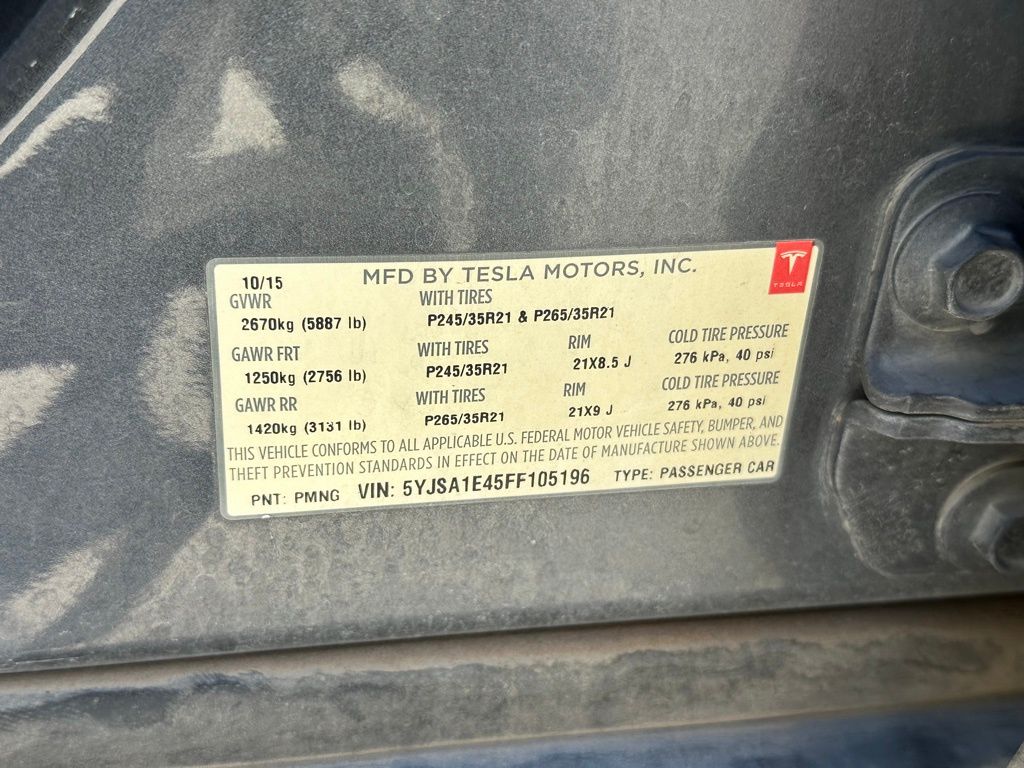 10/15 MFD BY TESLA MOTORS, INC. TESLA
GVWR WITH TIRES
2670kg (5887 lb) P245/35R21 & P265/35R21
GAWR FRT WITH TIRES RIM COLD TIRE PRESSURE
1250kg (2756 lb) P245/35R21 21X8.5 J 276 kPa, 40 psi
GAWR RR WITH TIRES RIM COLD TIRE PRESSURE
1420kg (3131 lb) P265/35R21 21X9 J 276 kPa, 40 psi
THIS VEHICLE CONFORMS TO ALL APPLICABLE U.S. FEDERAL MOTOR VEHICLE SAFETY, BUMPER, AND
THEFT PREVENTION STANDARDS IN EFFECT ON THE DATE OF MANUFACTURE SHOWN ABOVE.
PNT: PMNG VIN: 5YJSA1E45FF105196 TYPE: PASSENGER CAR